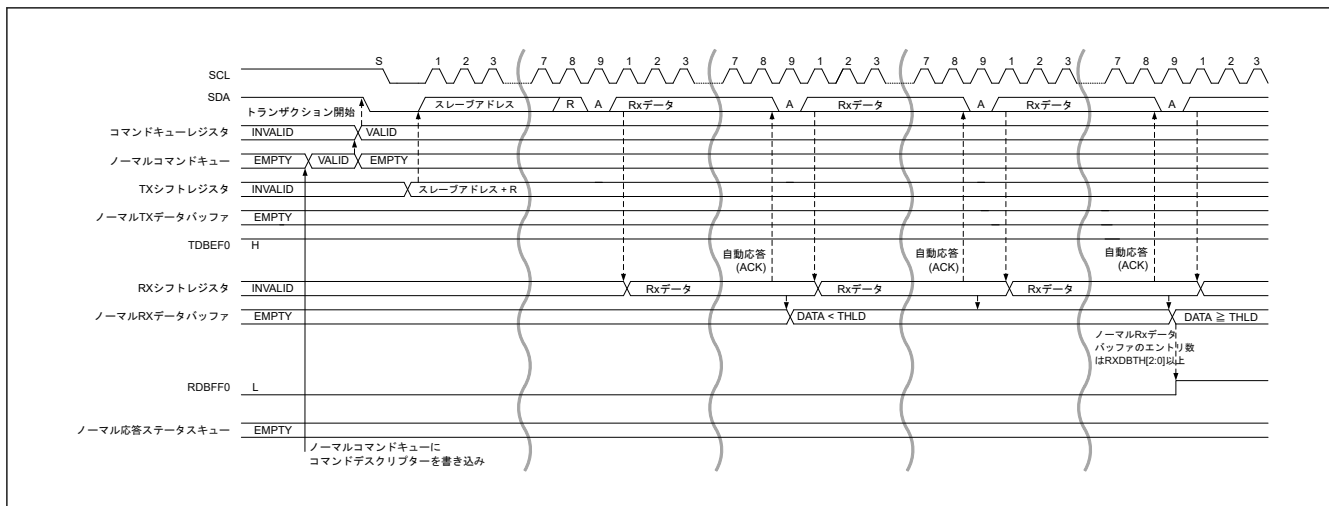 S 1 2 3 7 8 9 1 2 3 7 8 9 1 2 3 7 8 9 1 2 3 7 8 9 1 2 3
SCL
SDA スレーブアドレス R A Rxデータ A Rxデータ A Rxデータ A
トランザクション開始
コマンドキューレジスタ INVALID VALID
ノーマルコマンドキュー EMPTY VALID EMPTY
TXシフトレジスタ INVALID スレーブアドレス + R
ノーマルTXデータバッファ EMPTY
TDBEF0 H
自動応答 自動応答 自動応答
(ACK) (ACK) (ACK)
RXシフトレジスタ INVALID Rxデータ Rxデータ Rxデータ
ノーマルRXデータバッファ EMPTY DATA < THLD DATA ≧ THLD
ノーマルRxデータ
バッファのエントリ数
はRXDBTH[2:0]以上
RDBFF0 L
ノーマル応答ステータスキュー EMPTY
ノーマルコマンドキューに
コマンドデスクリプターを書き込み